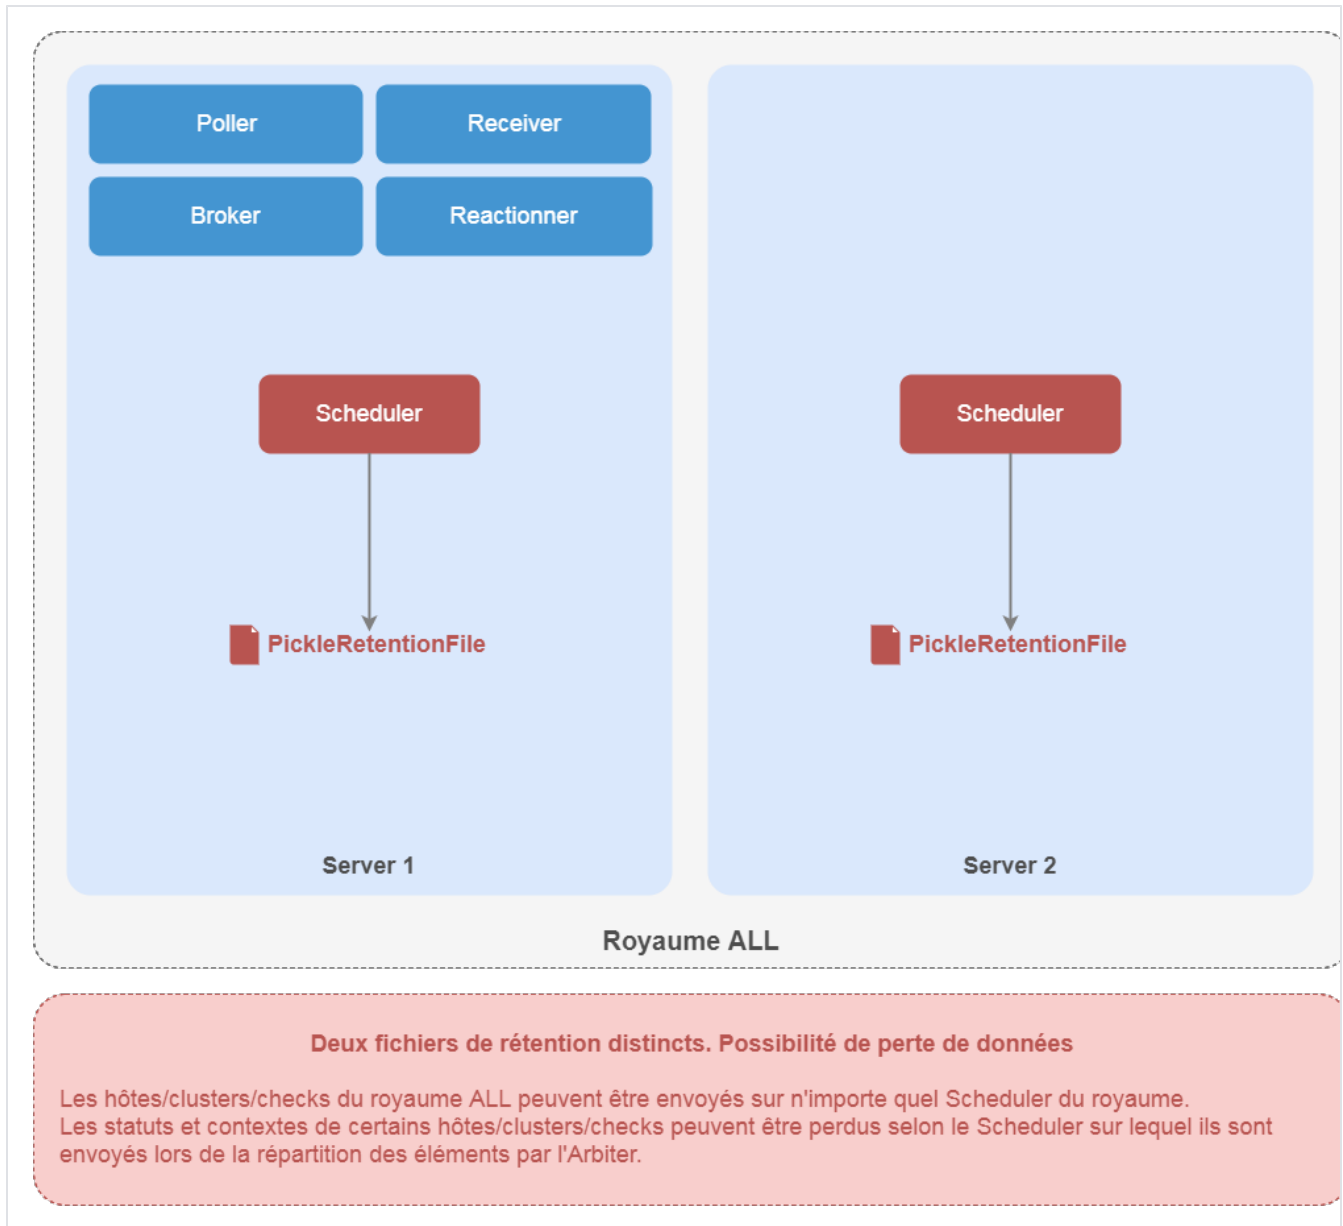 Poller
Receiver
Broker
Reactionner
Scheduler
Scheduler
PickleRetentionFile
PickleRetentionFile
Server 1
Server 2
Royaume ALL
Deux fichiers de rétention distincts. Possibilité de perte de données
Les hôtes/clusters/checks du royaume ALL peuvent être envoyés sur n'importe quel Scheduler du royaume.
Les statuts et contextes de certains hôtes/clusters/checks peuvent être perdus selon le Scheduler sur lequel ils sont
envoyés lors de la répartition des éléments par l'Arbiter.